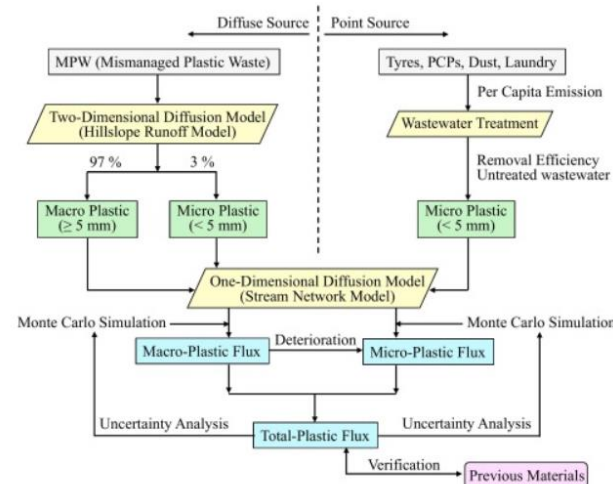 Diffuse Source
Point Source
MPW (Mismanaged Plastic Waste)
Tyres, PCPs, Dust, Laundry
Per Capita Emission
Two-Dimensional Diffusion Model
(Hillslope Runoff Model)
Wastewater Treatment
97 %
3 %
Removal Efficiency
Untreated wastewater
Macro Plastic
(≥ 5 mm)
Micro Plastic
(< 5 mm)
Micro Plastic
(< 5 mm)
One-Dimensional Diffusion Model
(Stream Network Model)
Monte Carlo Simulation
Monte Carlo Simulation
Macro-Plastic Flux
Deterioration
Micro-Plastic Flux
Uncertainty Analysis
Uncertainty Analysis
Total-Plastic Flux
Verification
Previous Materials